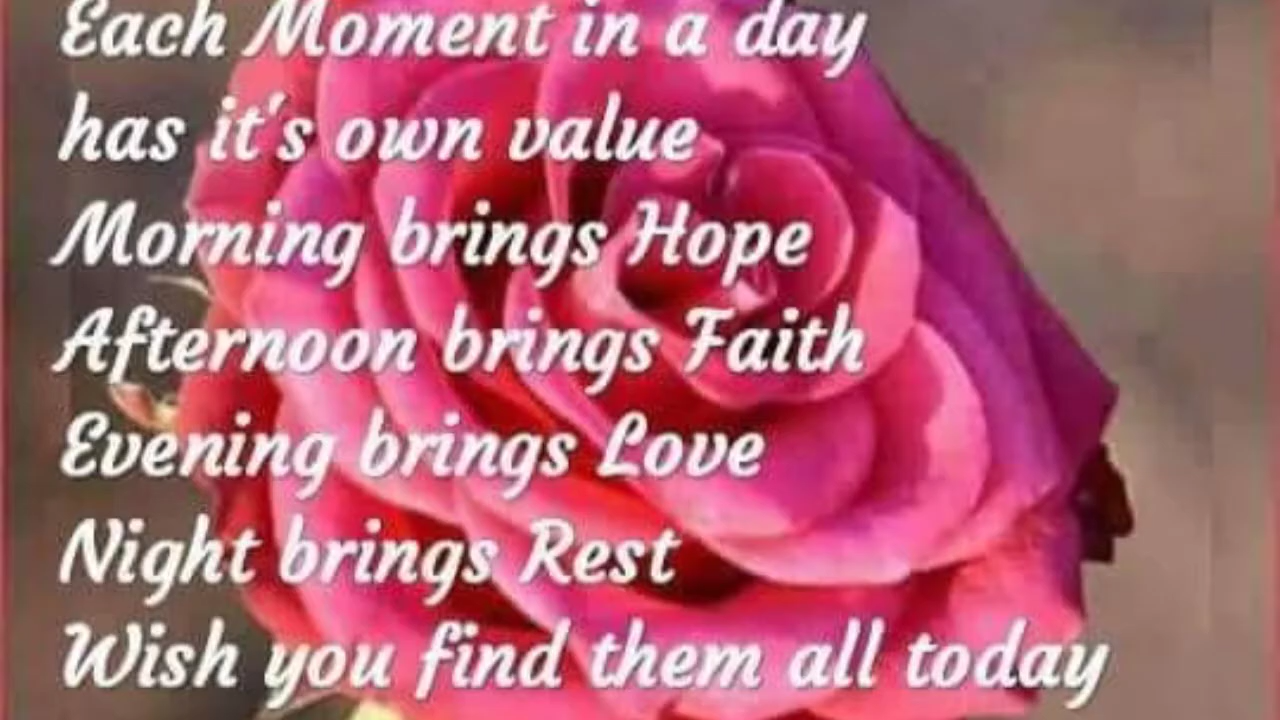 Each Moment in a day
has it's own value
Morning brings Hope
Afternoon brings Faith
Evening brings Love
Night brings Rest
Wish you find them all today